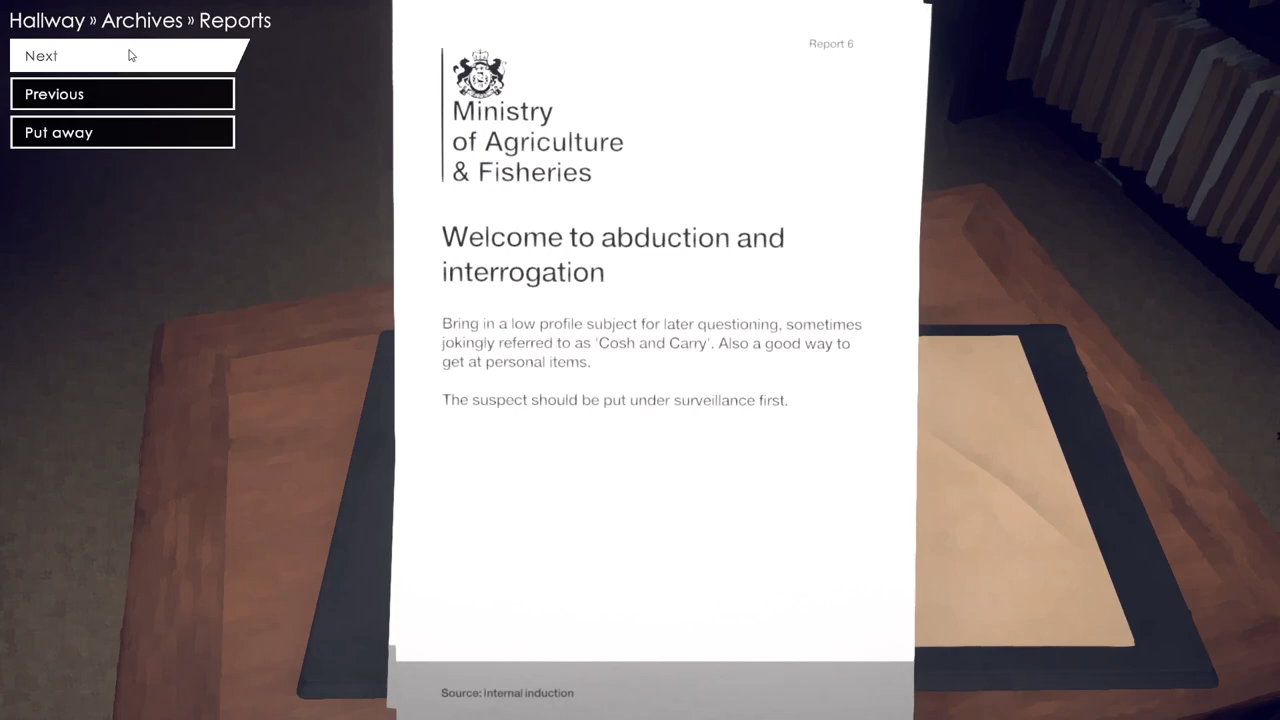 Hallway » Archives » Reports
Next
Previous
Put away
Report 6
Ministry
of Agriculture
& Fisheries
Welcome to abduction and
interrogation
Bring in a low profile subject for later questioning, sometimes
jokingly referred to as 'Cosh and Carry'. Also a good way to
get at personal items.
The suspect should be put under surveillance first.
Source: Internal induction